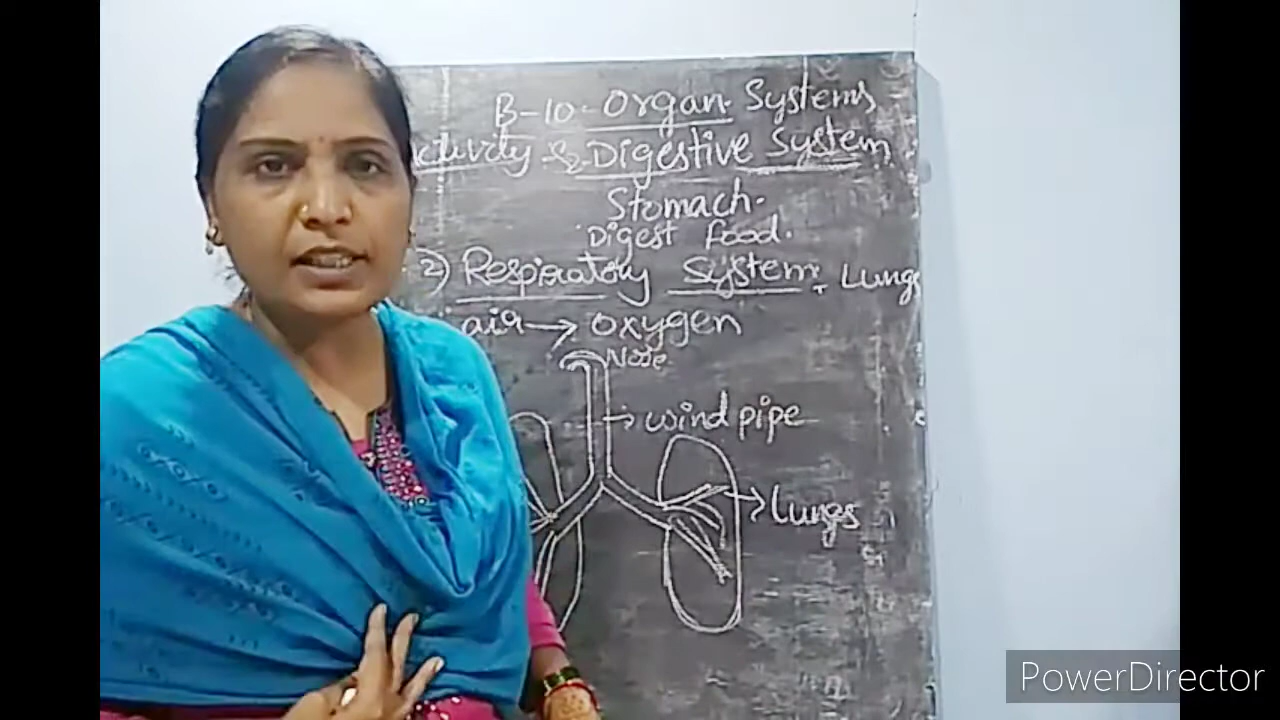 B-10- Organ Systems
ctivity Digestive System
Stomach.
Digest food.
2) Respiratory System Lungs
air → oxygen
Nose
→ wind pipe
→ Lungs
PowerDirector